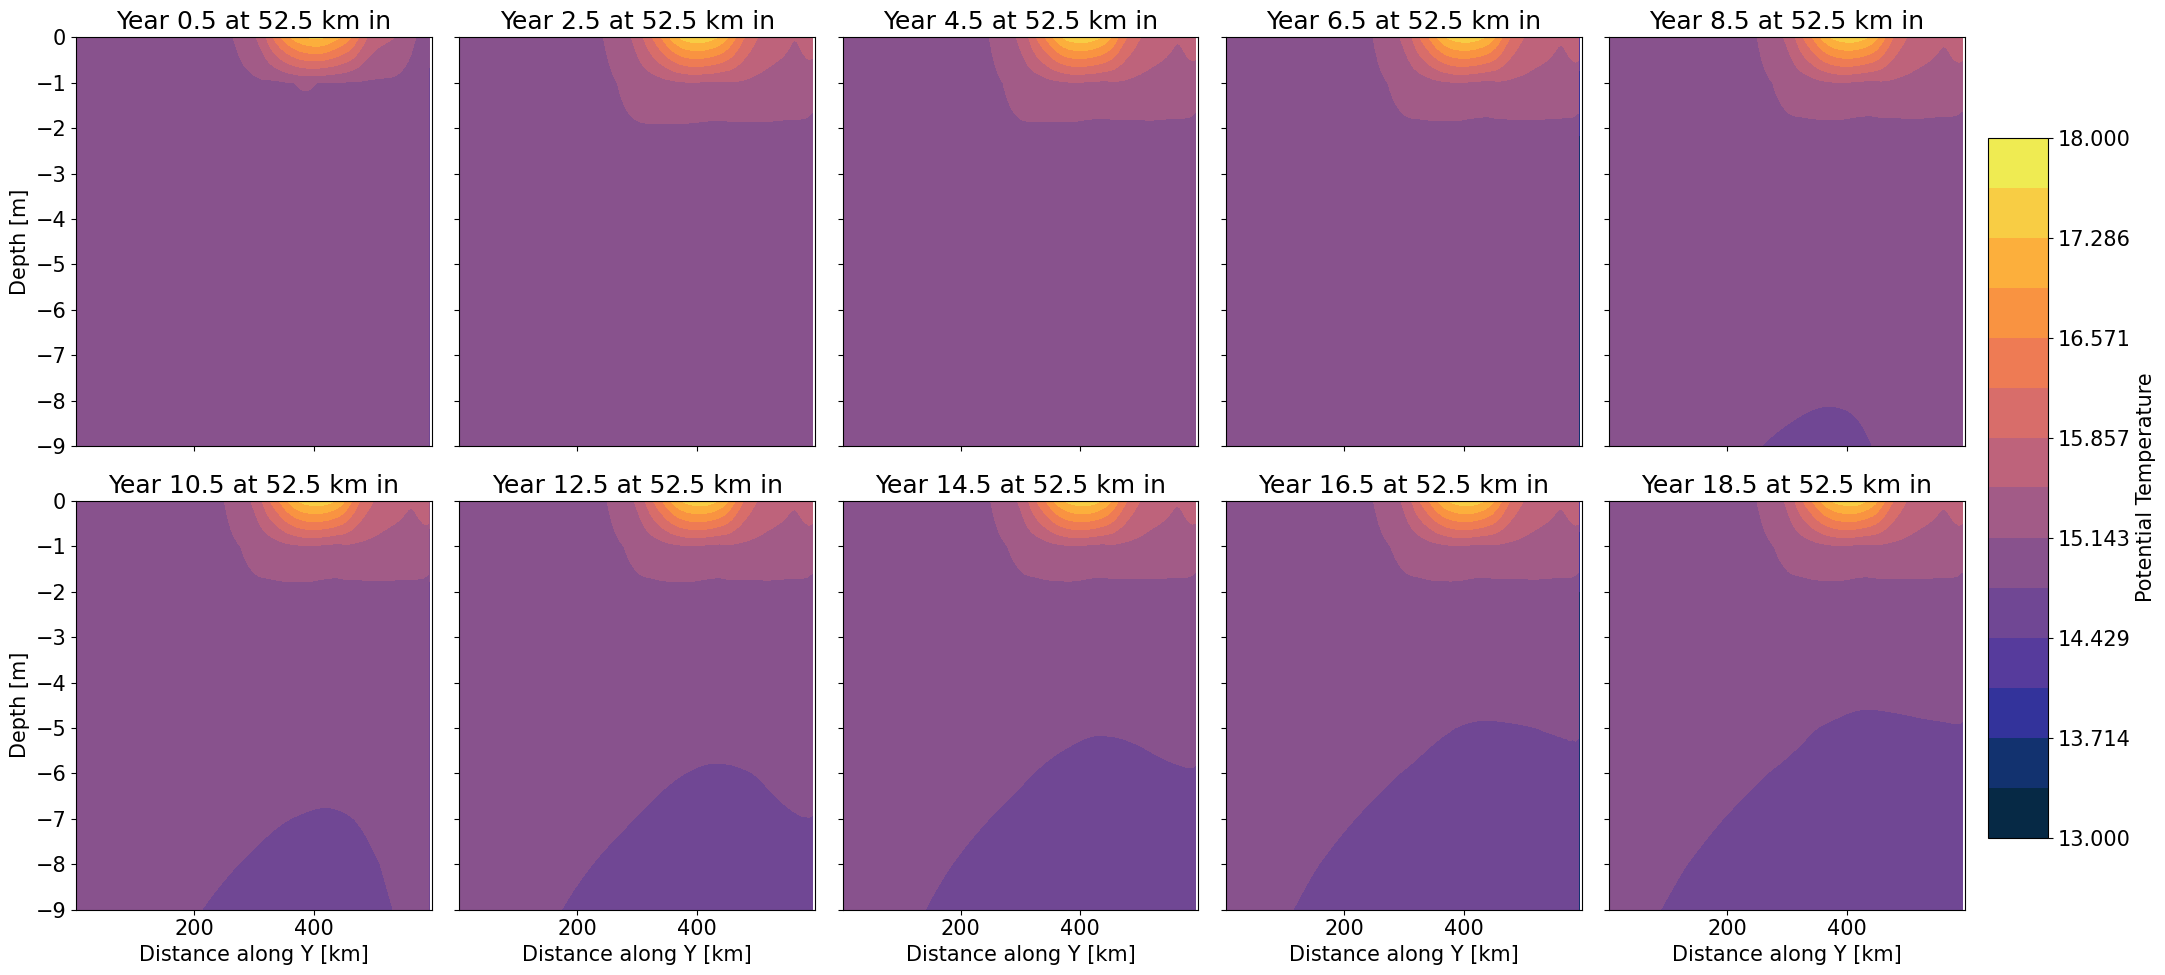 Year 0.5 at 52.5 km in
Year 2.5 at 52.5 km in
Year 4.5 at 52.5 km in
Year 6.5 at 52.5 km in
Year 8.5 at 52.5 km in
0
−1
−2
−3
−4
−5
−6
−7
−8
−9
Depth [m]
Year 10.5 at 52.5 km in
Year 12.5 at 52.5 km in
Year 14.5 at 52.5 km in
Year 16.5 at 52.5 km in
Year 18.5 at 52.5 km in
0
−1
−2
−3
−4
−5
−6
−7
−8
−9
Depth [m]
200 400
200 400
200 400
200 400
200 400
Distance along Y [km]
Distance along Y [km]
Distance along Y [km]
Distance along Y [km]
Distance along Y [km]
18.000
17.286
16.571
15.857
15.143
14.429
13.714
13.000
Potential Temperature